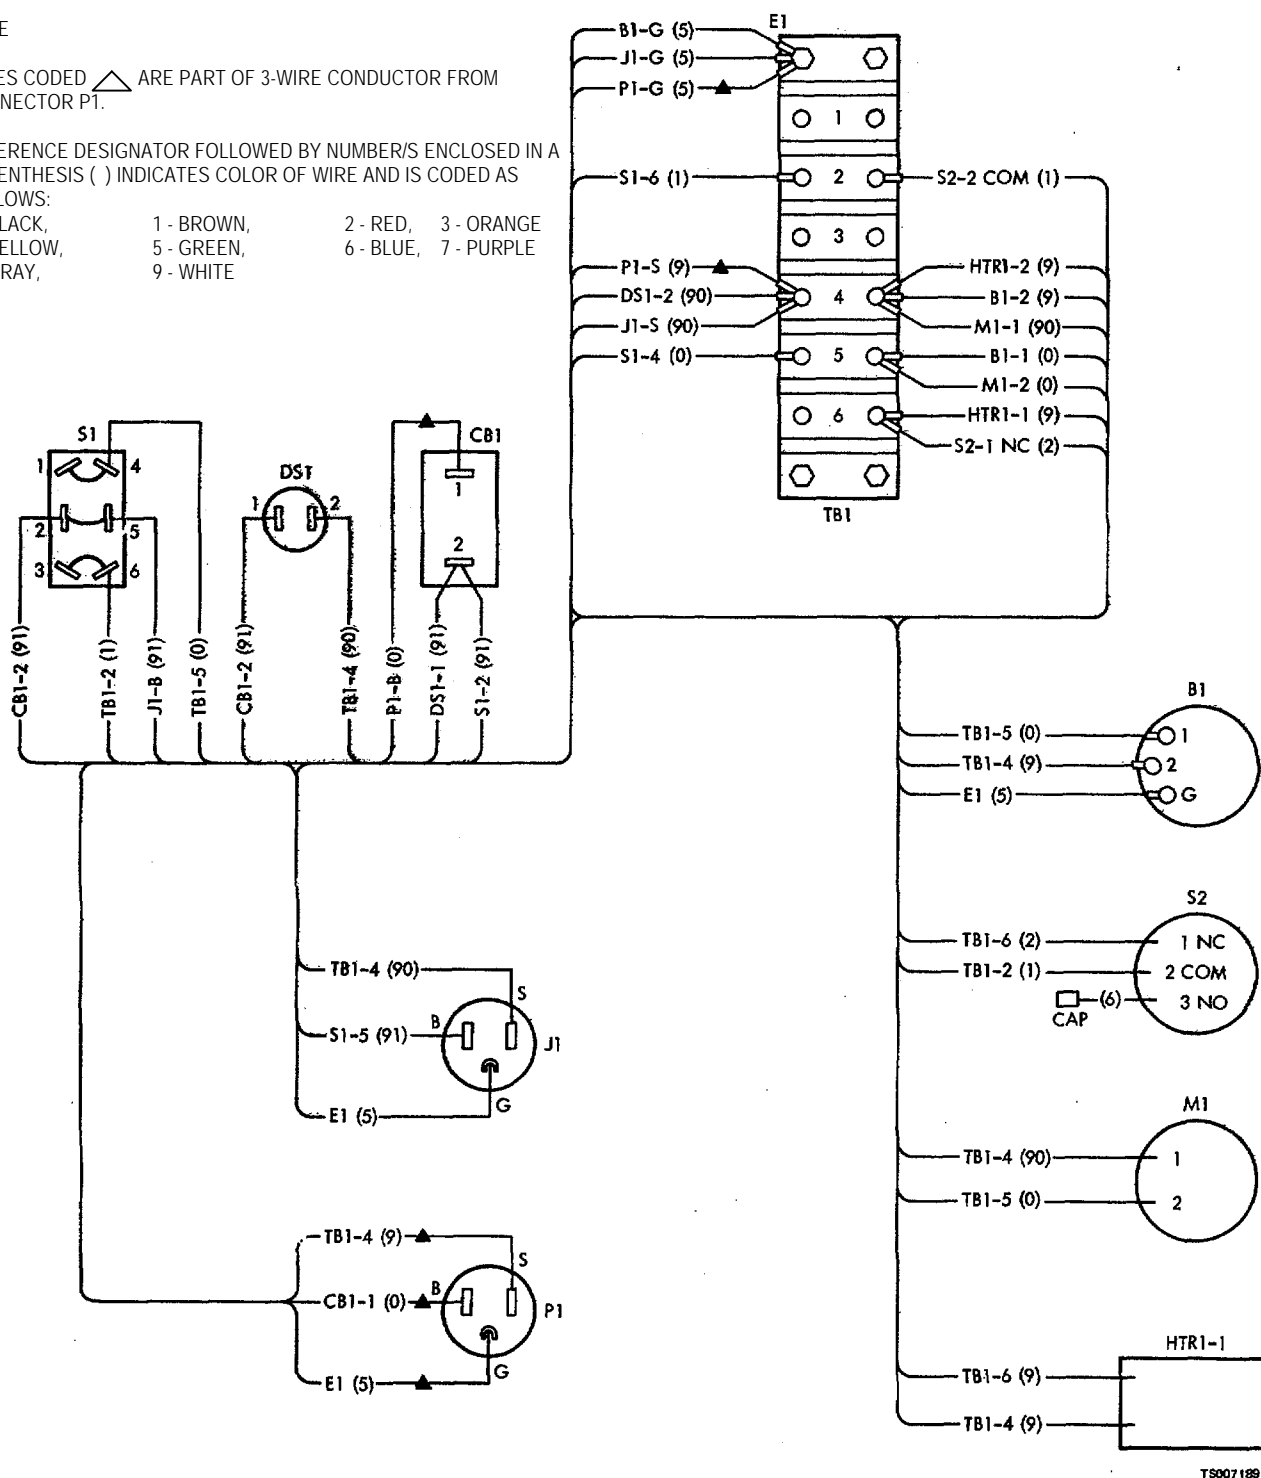 E
ES CODED ARE PART OF 3-WIRE CONDUCTOR FROM
NNECTOR P1.
ERENCE DESIGNATOR FOLLOWED BY NUMBER/S ENCLOSED IN A
ENTHESIS ( ) INDICATES COLOR OF WIRE AND IS CODED AS
LOWS:
LACK, 1 - BROWN, 2 - RED, 3 - ORANGE
ELLOW, 5 - GREEN, 6 - BLUE, 7 - PURPLE
RAY, 9 - WHITE
E1
B1-G (5)
J1-G (5)
P1-G (5)
1
S1-6 (1) 2 S2-2 COM (1)
3
P1-S (9) HTR1-2 (9)
DS1-2 (90) 4 B1-2 (9)
J1-S (90) M1-1 (90)
S1-4 (0) 5 B1-1 (0)
M1-2 (0)
6 HTR1-1 (9)
S2-1 NC (2)
TB1
S1
1 4
2 5
3 6
DS1
1 2
CB1
1
2
CB1-2 (91)
TB1-2 (1)
J1-B (91)
TB1-5 (0)
CB1-2 (91)
TB1-4 (90)
P1-B (0)
DS1-1 (91)
S1-2 (91)
B1
TB1-5 (0) 1
TB1-4 (9) 2
E1 (5) G
S2
TB1-6 (2) 1 NC
TB1-2 (1) 2 COM
(6) 3 NO
CAP
TB1-4 (90)
S
S1-5 (91) B
J1
E1 (5) G
M1
TB1-4 (90) 1
TB1-5 (0) 2
TB1-4 (9)
S
CB1-1 (0) B
P1
E1 (5) G
HTR1-1
TB1-6 (9)
TB1-4 (9)
TS007189